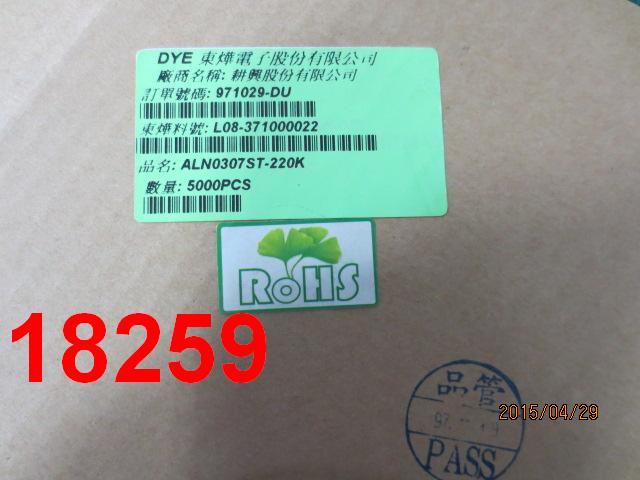 DYE 東燁電子股份有限公司
廠商名稱: 耕興股份有限公司
訂單號碼: 971029-DU
東燁料號: L08-371000022
品名: ALN0307ST-220K
數量: 5000PCS
RoHS
18259
品管
2015/04/29
97
PASS